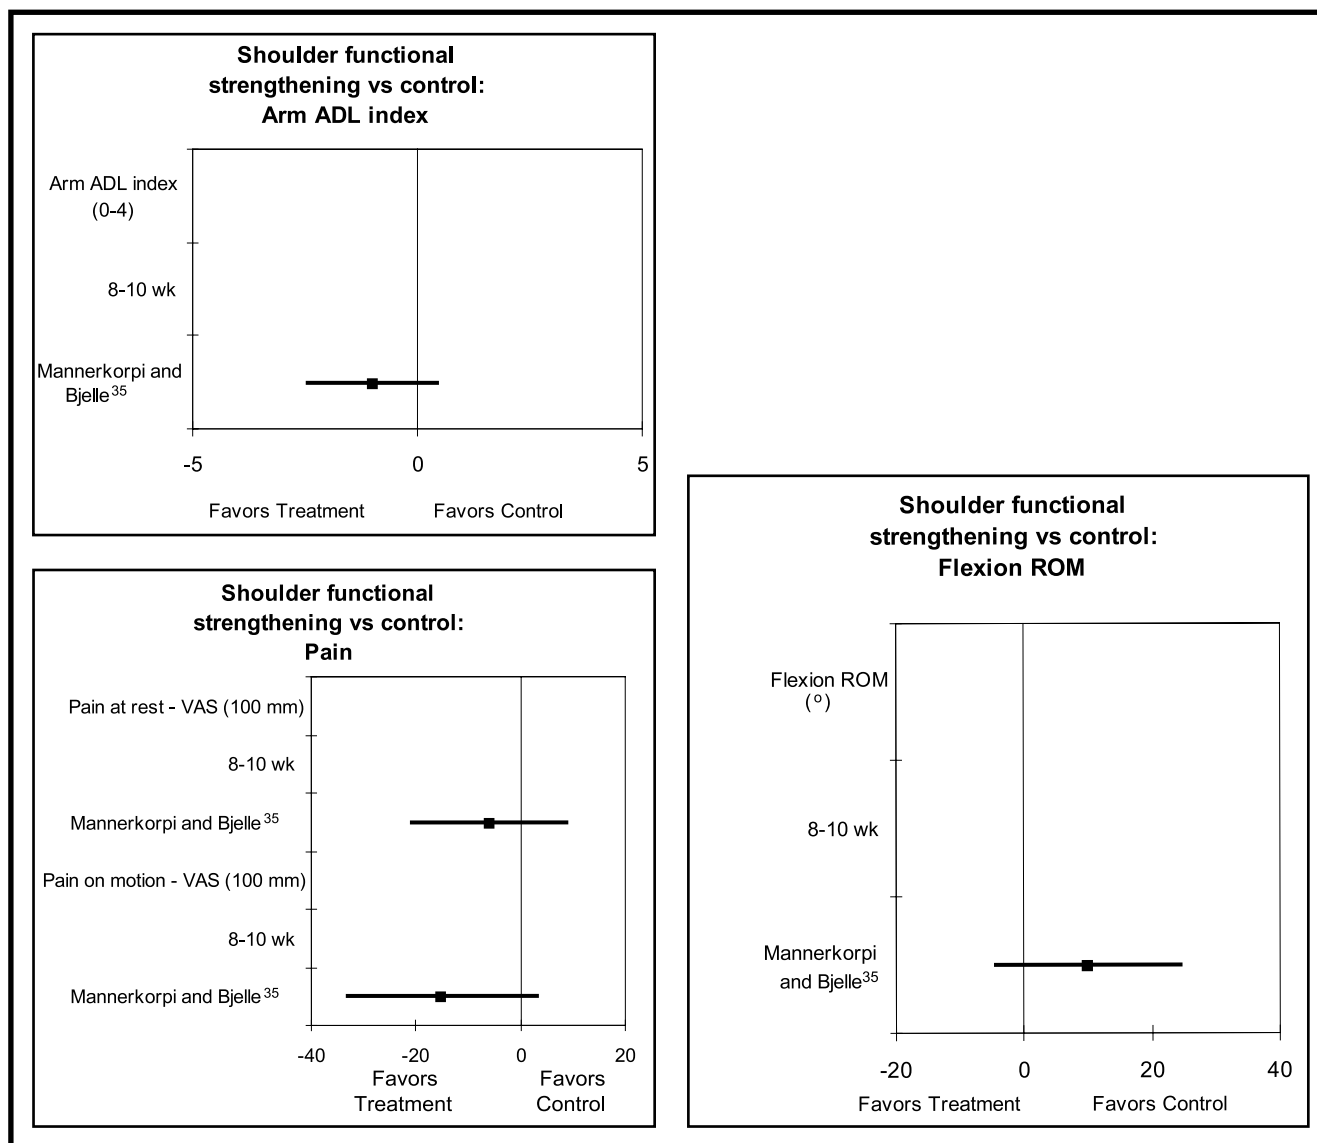 Shoulder functional
strengthening vs control:
Arm ADL index
Arm ADL index
(0-4)
8-10 wk
Mannerkorpi and
Bjelle35
-5 0 5
Favors Treatment Favors Control
Shoulder functional
strengthening vs control:
Pain
Pain at rest - VAS (100 mm)
8-10 wk
Mannerkorpi and Bjelle35
Pain on motion - VAS (100 mm)
8-10 wk
Mannerkorpi and Bjelle35
-40 -20 0 20
Favors Favors
Treatment Control
Shoulder functional
strengthening vs control:
Flexion ROM
Flexion ROM
(º)
8-10 wk
Mannerkorpi
and Bjelle35
-20 0 20 40
Favors Treatment Favors Control